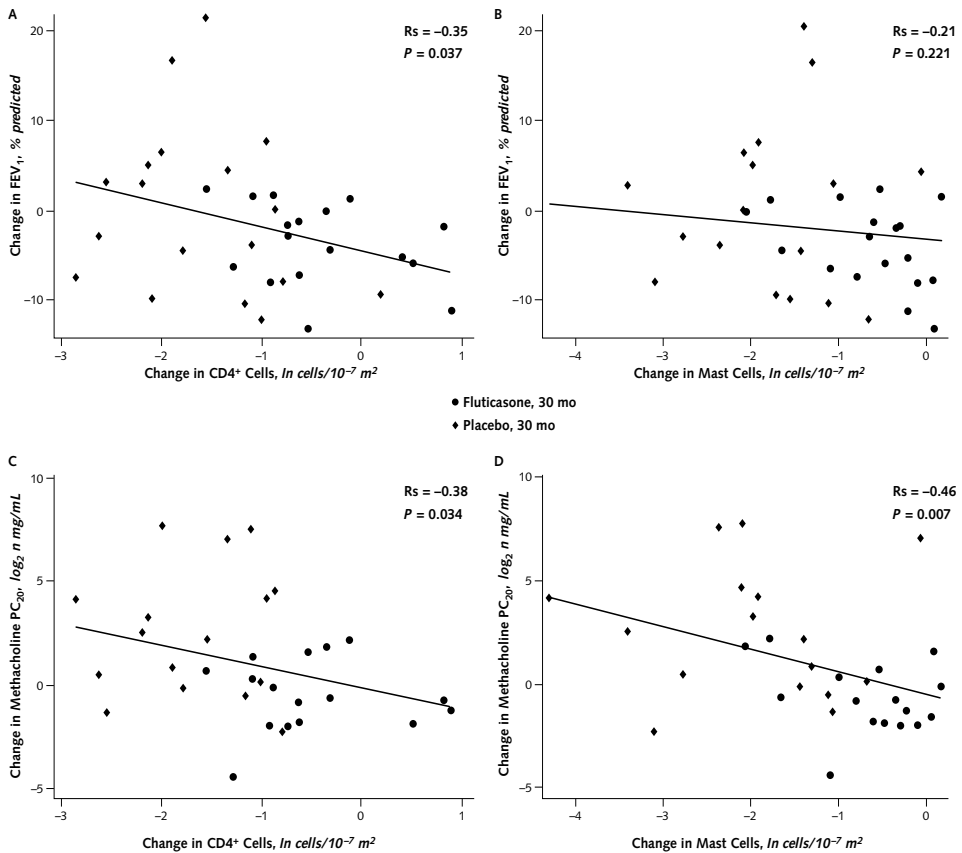 A
Rs = –0.35
P = 0.037
Change in FEV1, % predicted
20
10
0
–10
–3
–2
–1
0
1
Change in CD4+ Cells, In cells/10–7 m2
B
Rs = –0.21
P = 0.221
Change in FEV1, % predicted
20
10
0
–10
–4
–3
–2
–1
0
Change in Mast Cells, In cells/10–7 m2
Fluticasone, 30 mo
Placebo, 30 mo
C
Rs = –0.38
P = 0.034
Change in Methacholine PC20, log2 n mg/mL
10
5
0
–5
–3
–2
–1
0
1
Change in CD4+ Cells, In cells/10–7 m2
D
Rs = –0.46
P = 0.007
Change in Methacholine PC20, log2 n mg/mL
10
5
0
–5
–4
–3
–2
–1
0
Change in Mast Cells, In cells/10–7 m2